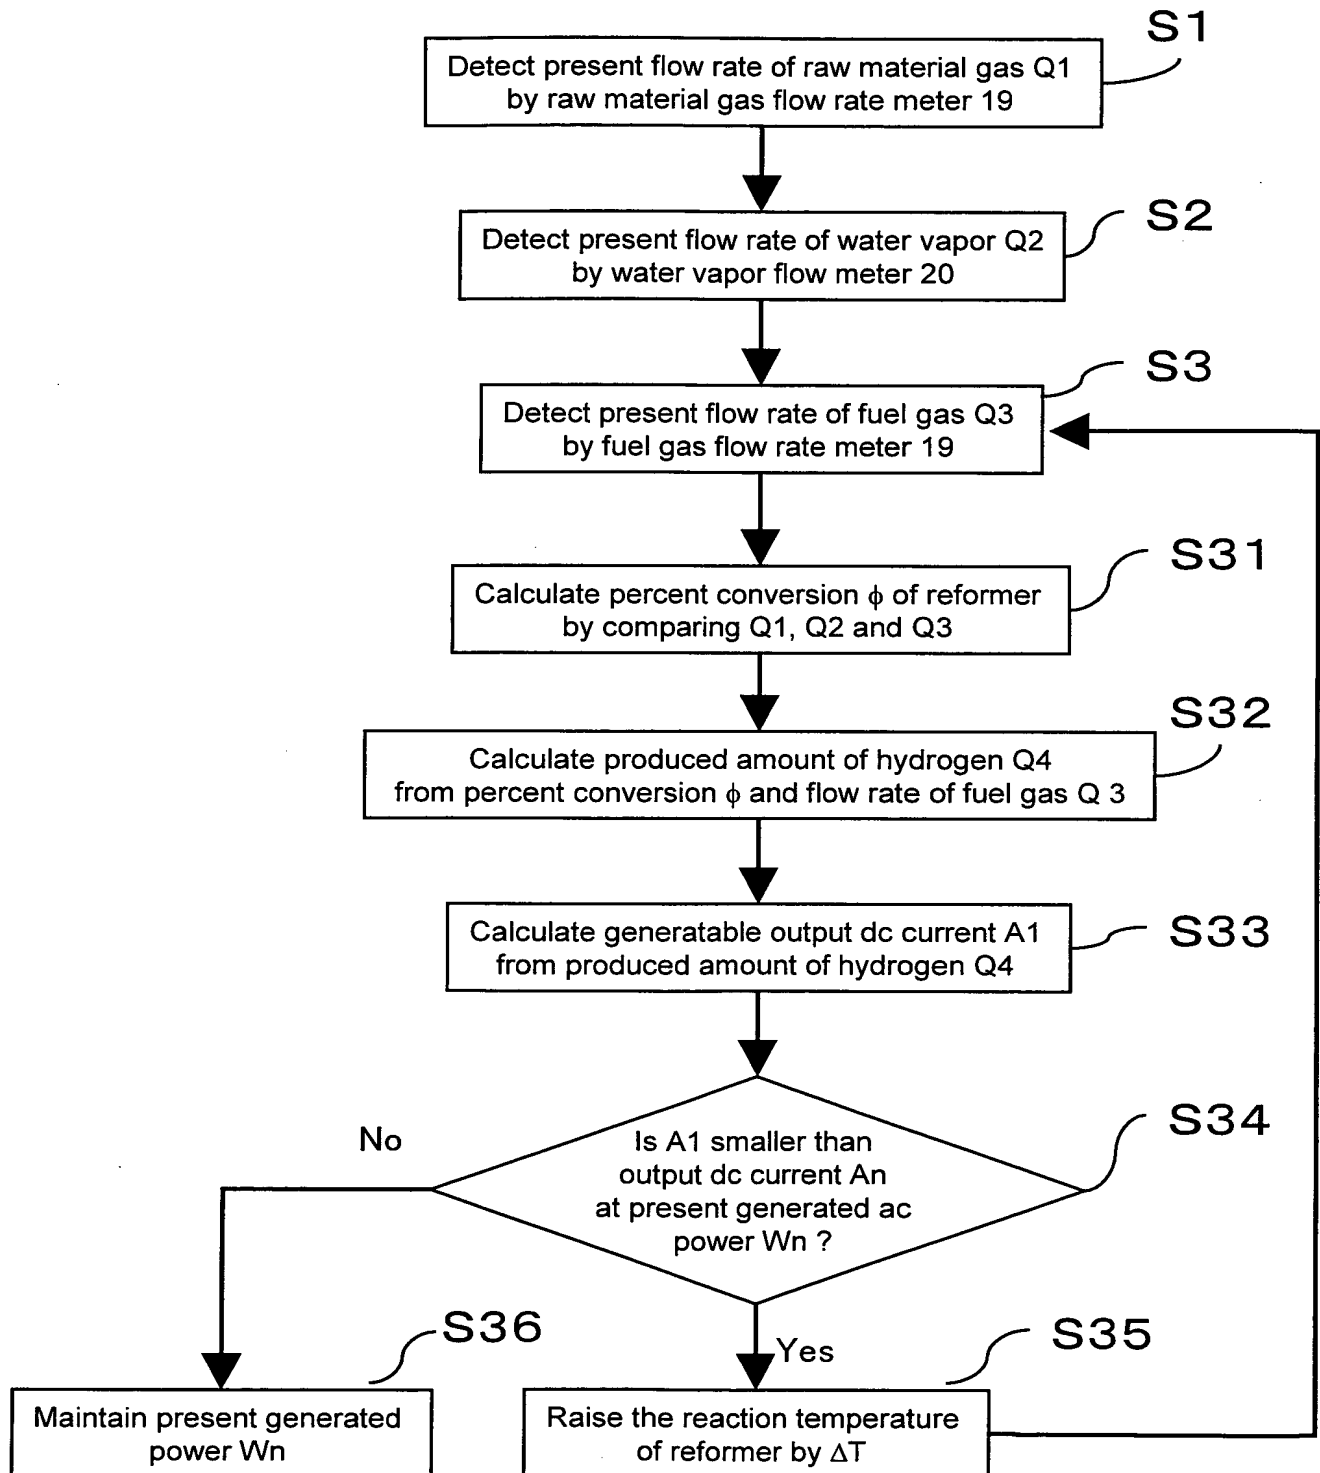 S1
Detect present flow rate of raw material gas Q1
by raw material gas flow rate meter 19
S2
Detect present flow rate of water vapor Q2
by water vapor flow meter 20
S3
Detect present flow rate of fuel gas Q3
by fuel gas flow rate meter 19
S31
Calculate percent conversion ϕ of reformer
by comparing Q1, Q2 and Q3
S32
Calculate produced amount of hydrogen Q4
from percent conversion ϕ and flow rate of fuel gas Q 3
S33
Calculate generatable output dc current A1
from produced amount of hydrogen Q4
S34
No
Is A1 smaller than
output dc current An
at present generated ac
power Wn ?
S36
Yes
S35
Maintain present generated
power Wn
Raise the reaction temperature
of reformer by ΔT